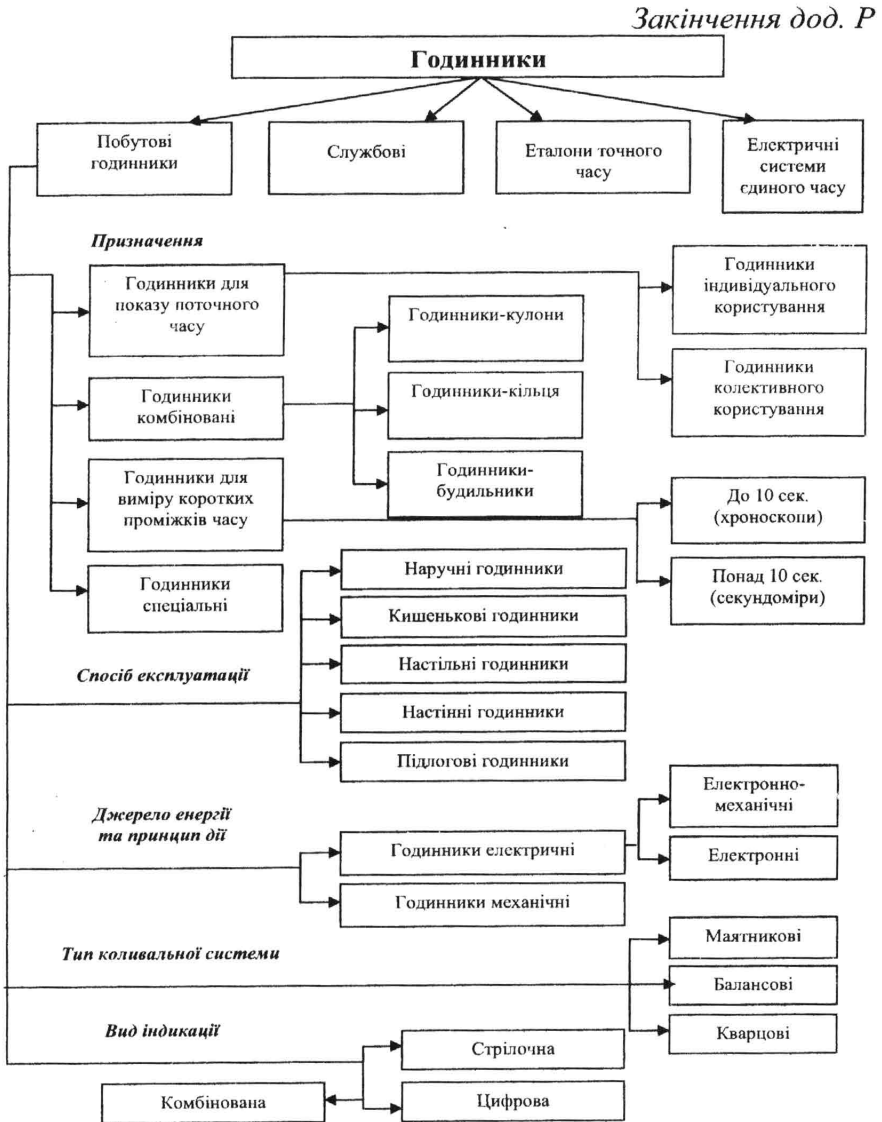 Закінчення дод. Р
Годинники
Побутові
годинники
Службові
Еталони точного
часу
Електричні
системи
єдиного часу
Призначення
Годинники для
показу поточного
часу
Годинники
індивідуального
користування
Годинники-кулони
Годинники
колективного
користування
Годинники
комбіновані
Годинники-кільця
Годинники-
будильники
Годинники для
виміру коротких
проміжків часу
До 10 сек.
(хроноскопи)
Понад 10 сек.
(секундоміри)
Годинники
спеціальні
Наручні годинники
Кишенькові годинники
Спосіб експлуатації
Настільні годинники
Настінні годинники
Підлогові годинники
Джерело енергії
та принцип дії
Електронно-
механічні
Годинники електричні
Електронні
Годинники механічні
Тип коливальної системи
Маятникові
Балансові
Кварцові
Вид індикації
Стрілочна
Комбінована
Цифрова